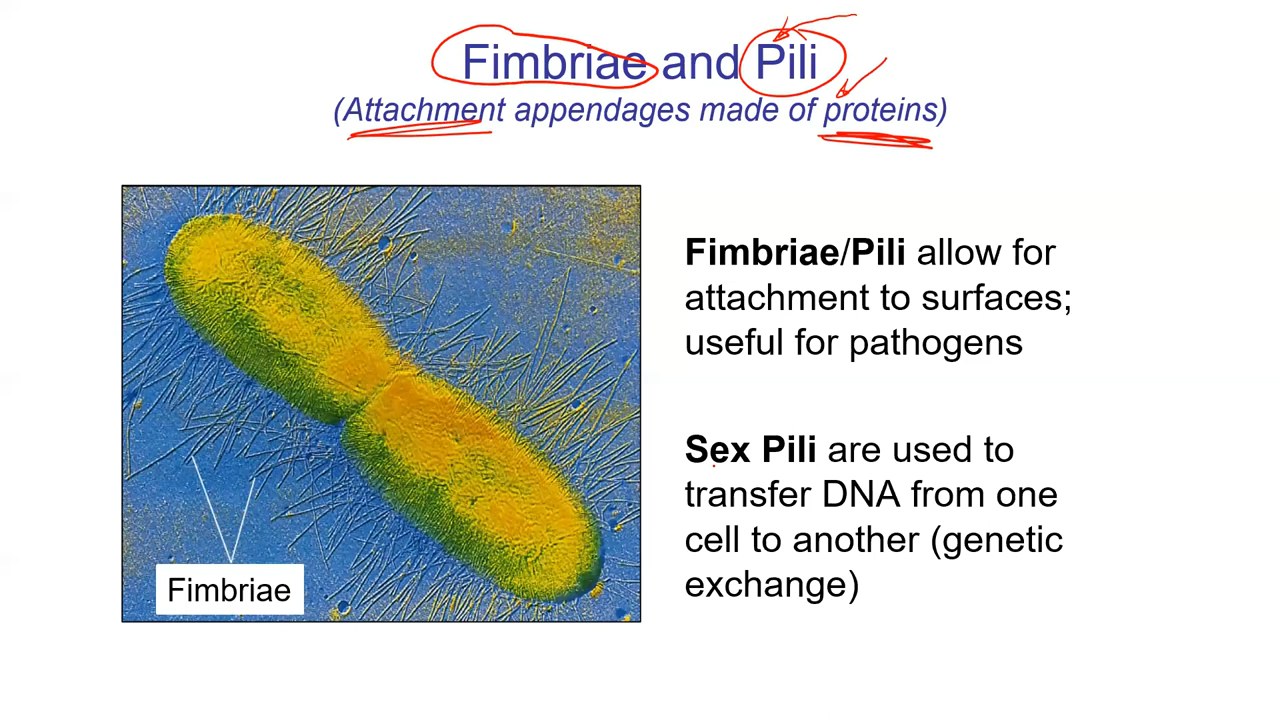 Fimbriae and Pili
(Attachment appendages made of proteins)
Fimbriae/Pili allow for
attachment to surfaces;
useful for pathogens
Sex Pili are used to
transfer DNA from one
cell to another (genetic
exchange)
Fimbriae